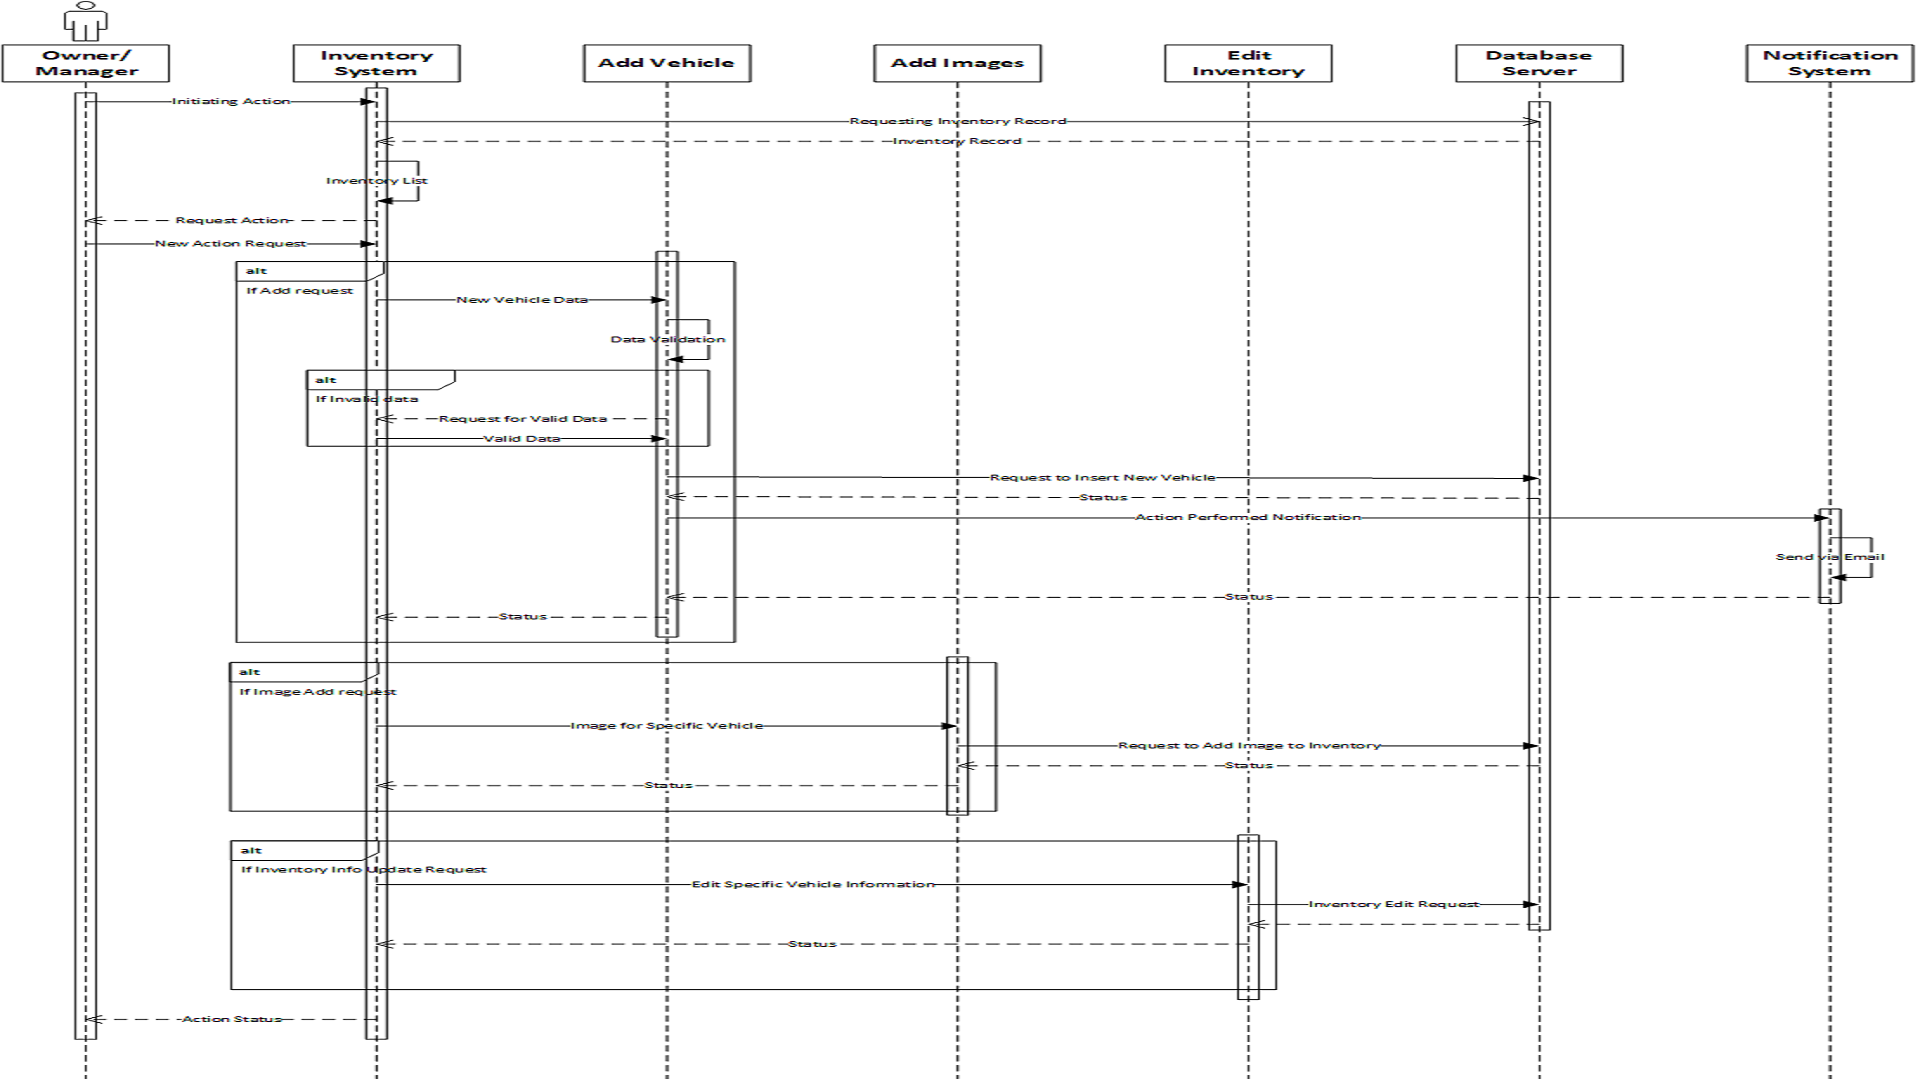 Owner/
Manager
Inventory
System
Add Vehicle
Add Images
Edit
Inventory
Database
Server
Notification
System
Initiating Action
Requesting Inventory Record
Inventory Record
Inventory List
Request Action
New Action Request
alt
If Add request
New Vehicle Data
Data Validation
alt
If Invalid data
Request for Valid Data
Valid Data
Request to Insert New Vehicle
Status
Action Performed Notification
Send via Email
Status
Status
alt
If Image Add request
Image for Specific Vehicle
Request to Add Image to Inventory
Status
Status
alt
If Inventory Info Update Request
Edit Specific Vehicle Information
Inventory Edit Request
Status
Action Status